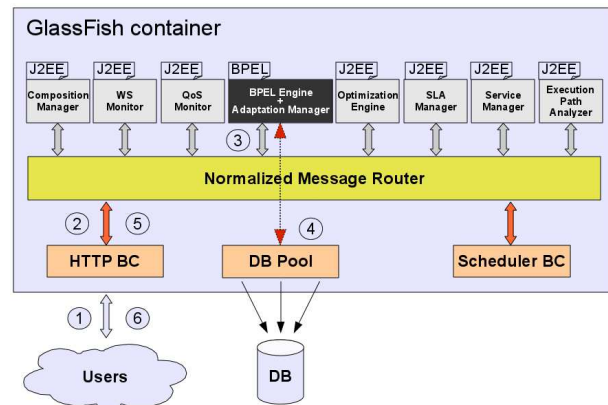 GlassFish container
J2EE J2EE J2EE BPEL J2EE J2EE J2EE J2EE
Composition
Manager
WS
Monitor
QoS
Monitor
BPEL Engine
+
Adaptation Manager
Optimization
Engine
SLA
Manager
Service
Manager
Execution
Path
Analyzer
3
Normalized Message Router
2 5
4
HTTP BC
DB Pool
Scheduler BC
1 6
Users
DB